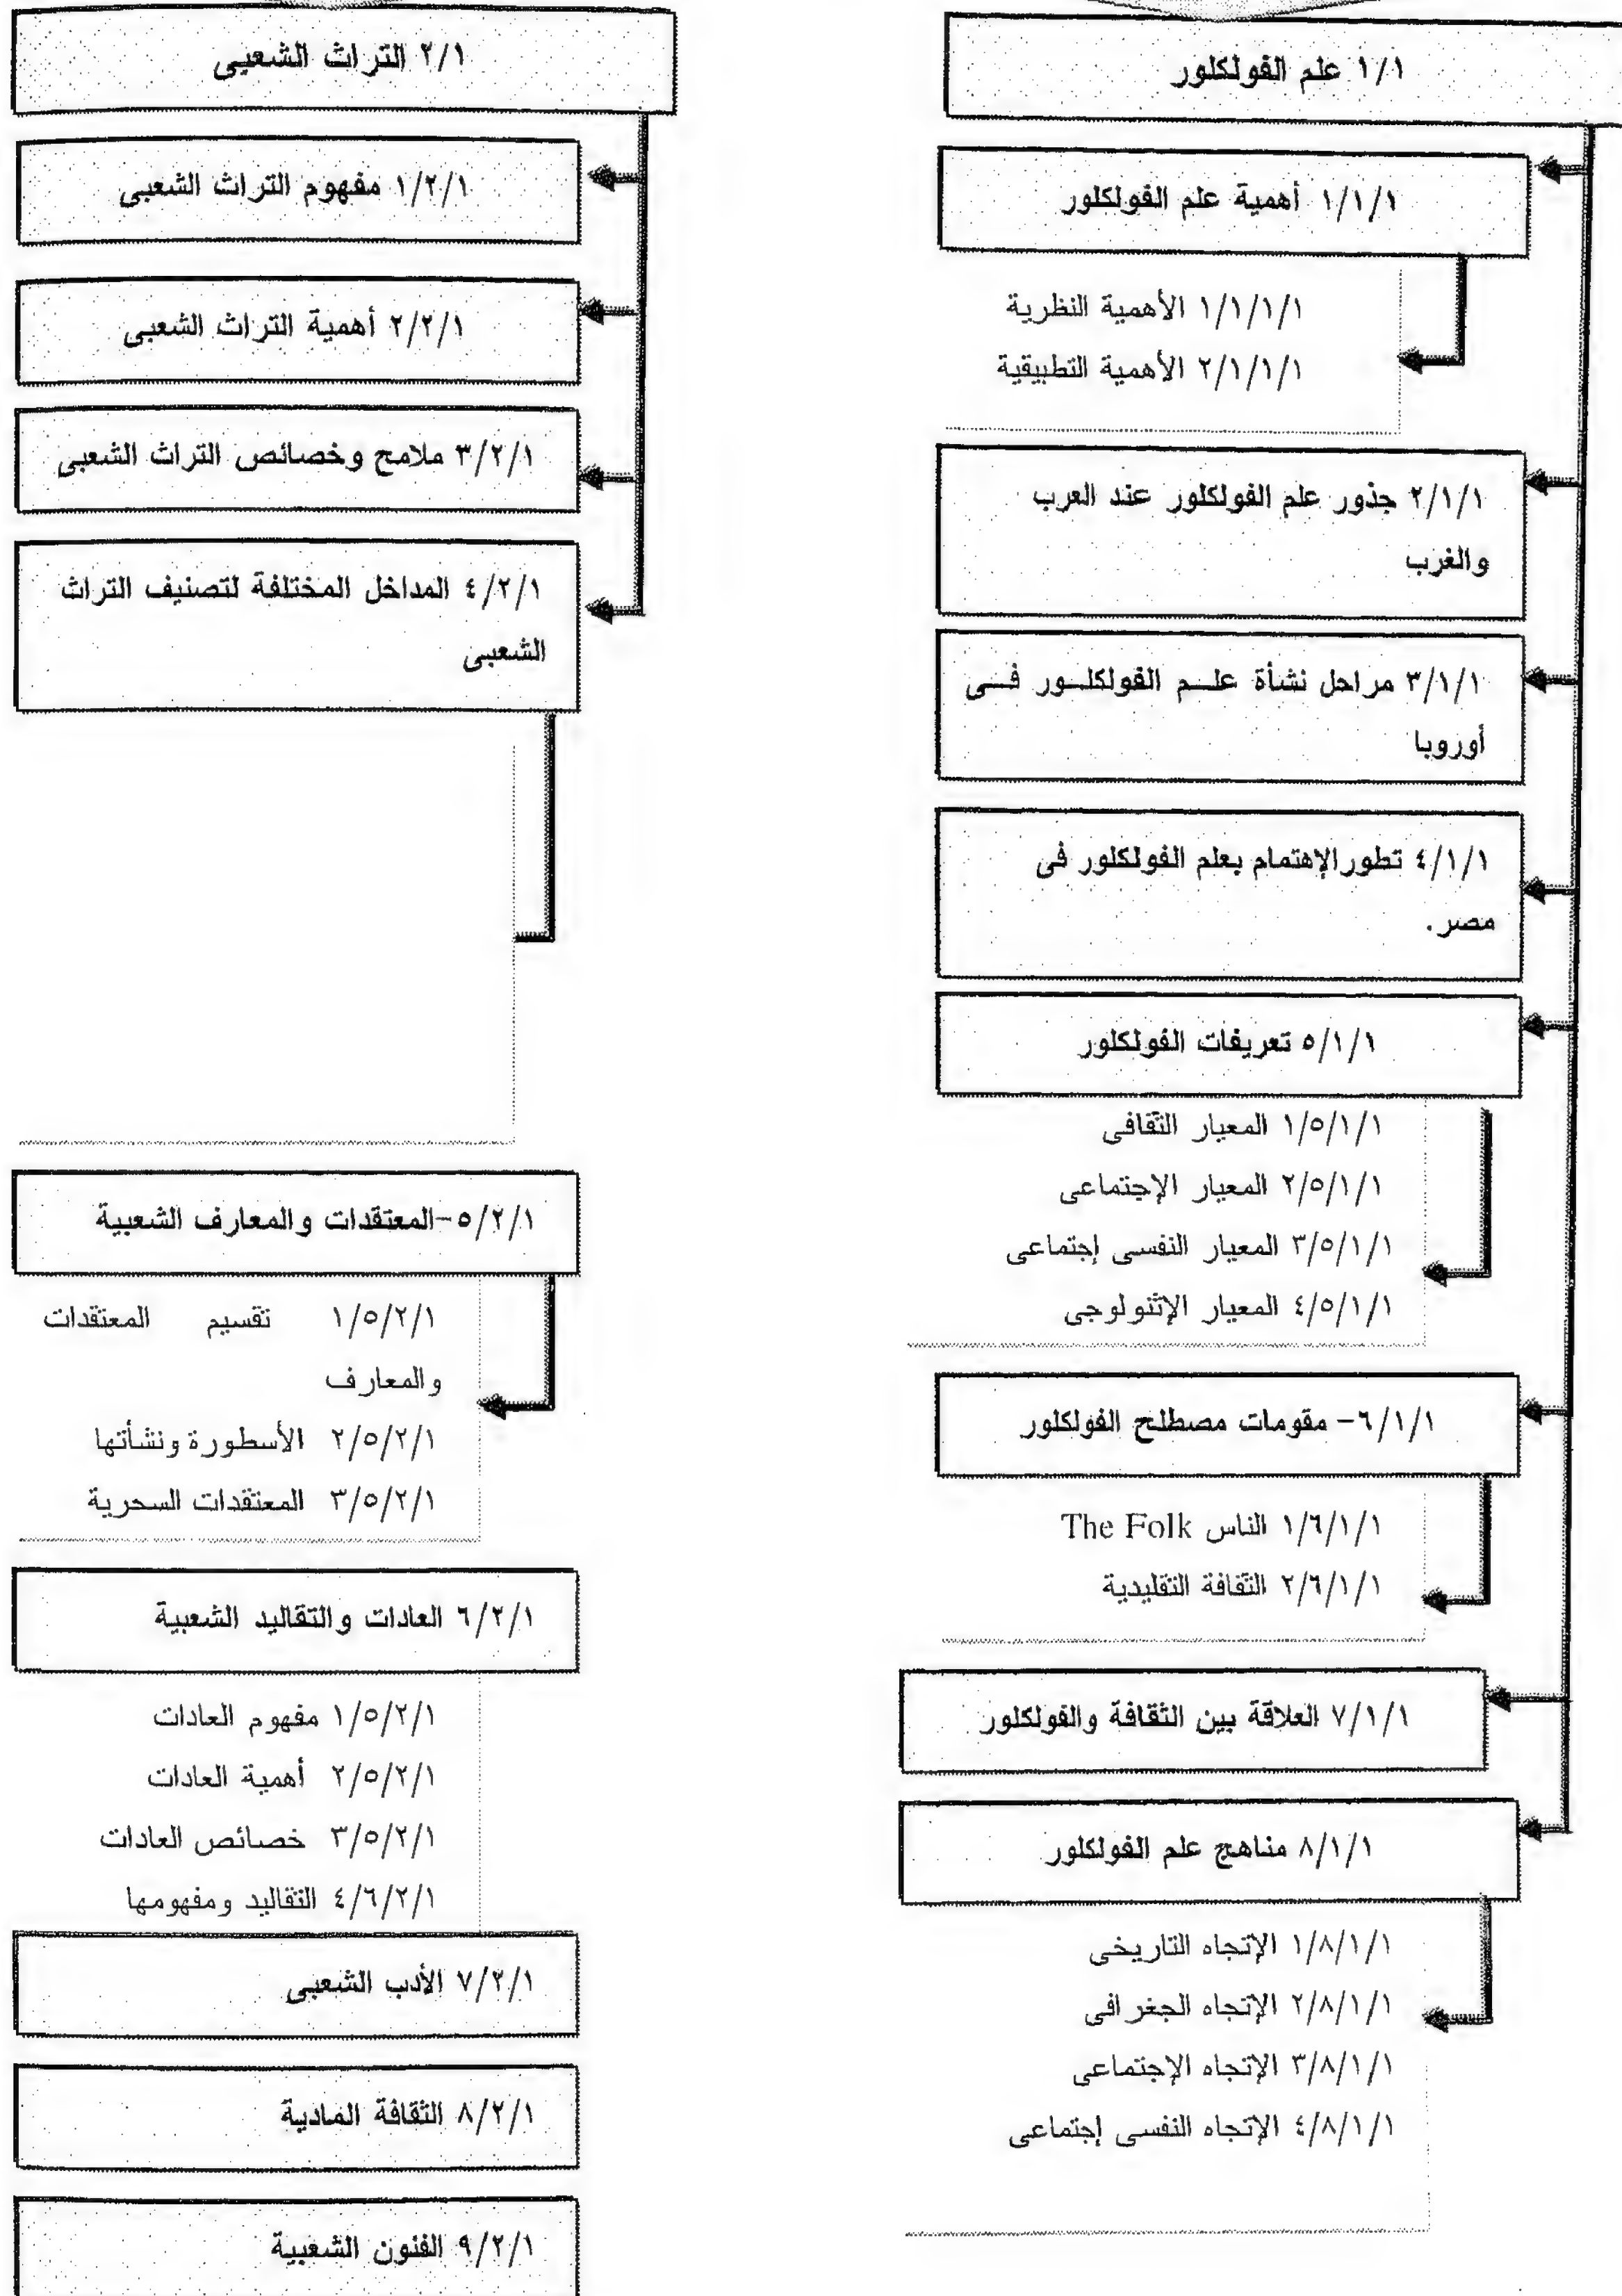 ١/١ علم الفولكلور
١/١/١ أهمية علم الفولكلور
١/١/١/١ الأهمية النظرية
٢/١/١/١ الأهمية التطبيقية
٢/١/١ جذور علم الفولكلور عند العرب
والغرب
٣/١/١ مراحل نشأة علم الفولكلور فى
أوروبا
٤/١/١ تطورالإهتمام بعلم الفولكلور فى
مصر.
٥/١/١ تعريفات الفولكلور
١/٥/١/١ المعيار الثقافى
٢/٥/١/١ المعيار الإجتماعى
٣/٥/١/١ المعيار النفسى إجتماعى
٤/٥/١/١ المعيار الإثنولوجى
٦/١/١- مقومات مصطلح الفولكلور
١/٦/١/١ الناس The Folk
٢/٦/١/١ الثقافة التقليدية
٧/١/١ العلاقة بين الثقافة والفولكلور
٨/١/١ مناهج علم الفولكلور
١/٨/١/١ الإتجاه التاريخى
٢/٨/١/١ الإتجاه الجغرافى
٣/٨/١/١ الإتجاه الإجتماعى
٤/٨/١/١ الإتجاه النفسى إجتماعى
٢/١ التراث الشعبى
١/٢/١ مفهوم التراث الشعبى
٢/٢/١ أهمية التراث الشعبى
٣/٢/١ ملامح وخصائص التراث الشعبى
٤/٢/١ المداخل المختلفة لتصنيف التراث
الشعبى
٥/٢/١-المعتقدات والمعارف الشعبية
١/٥/٢/١ تقسيم المعتقدات
والمعارف
٢/٥/٢/١ الأسطورة ونشأتها
٣/٥/٢/١ المعتقدات السحرية
٦/٢/١ العادات والتقاليد الشعبية
١/٥/٢/١ مفهوم العادات
٢/٥/٢/١ أهمية العادات
٣/٥/٢/١ خصائص العادات
٤/٦/٢/١ التقاليد ومفهومها
٧/٢/١ الأدب الشعبى
٨/٢/١ الثقافة المادية
٩/٢/١ الفنون الشعبية